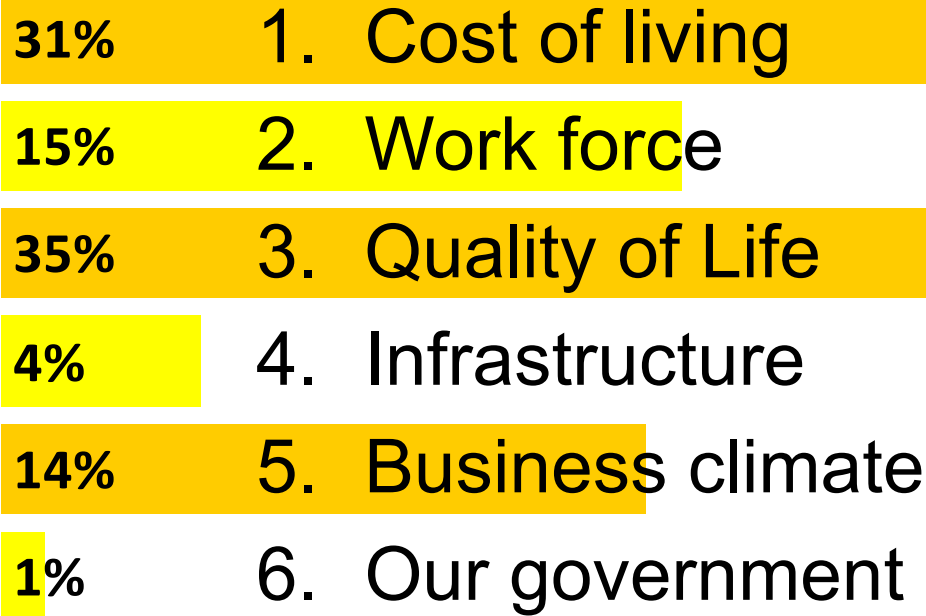 31% 1. Cost of living
15% 2. Work force
35% 3. Quality of Life
4% 4. Infrastructure
14% 5. Business climate
1% 6. Our government